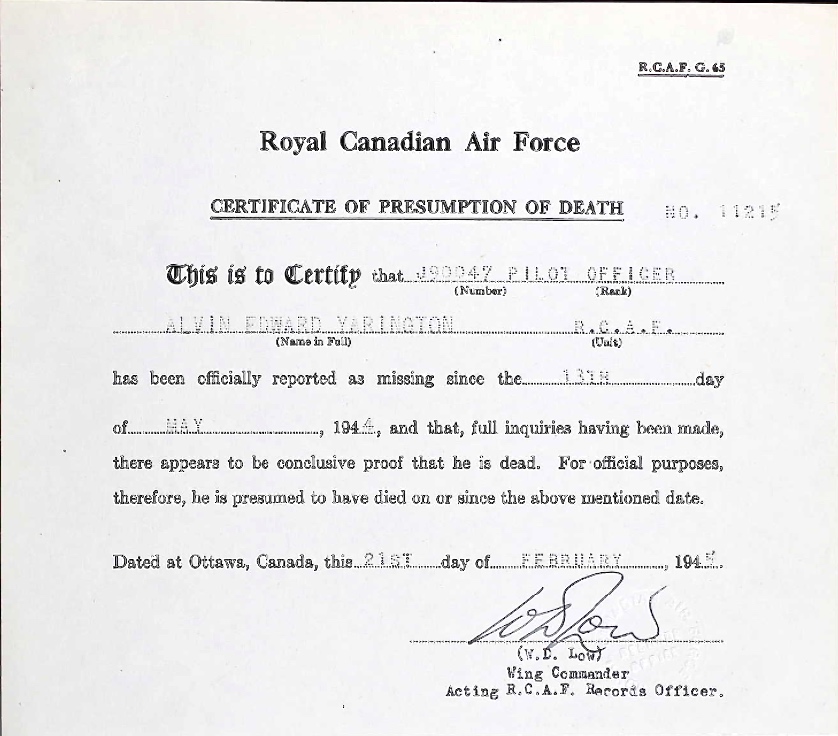 R.C.A.F. G. 65
Royal Canadian Air Force
CERTIFICATE OF PRESUMPTION OF DEATH NO. 11215
This is to Certify that J90047 PILOT OFFICER
(Number) (Rank)
ALVIN EDWARD YARINGTON R.C.A.F.
(Name in Full) (Unit)
has been officially reported as missing since the 13TH day
of MAY, 1944, and that, full inquiries having been made,
there appears to be conclusive proof that he is dead. For official purposes,
therefore, he is presumed to have died on or since the above mentioned date.
Dated at Ottawa, Canada, this 21ST day of FEBRUARY, 1945.
W D Low
(W.D. Low)
Wing Commander
Acting R.C.A.F. Records Officer.